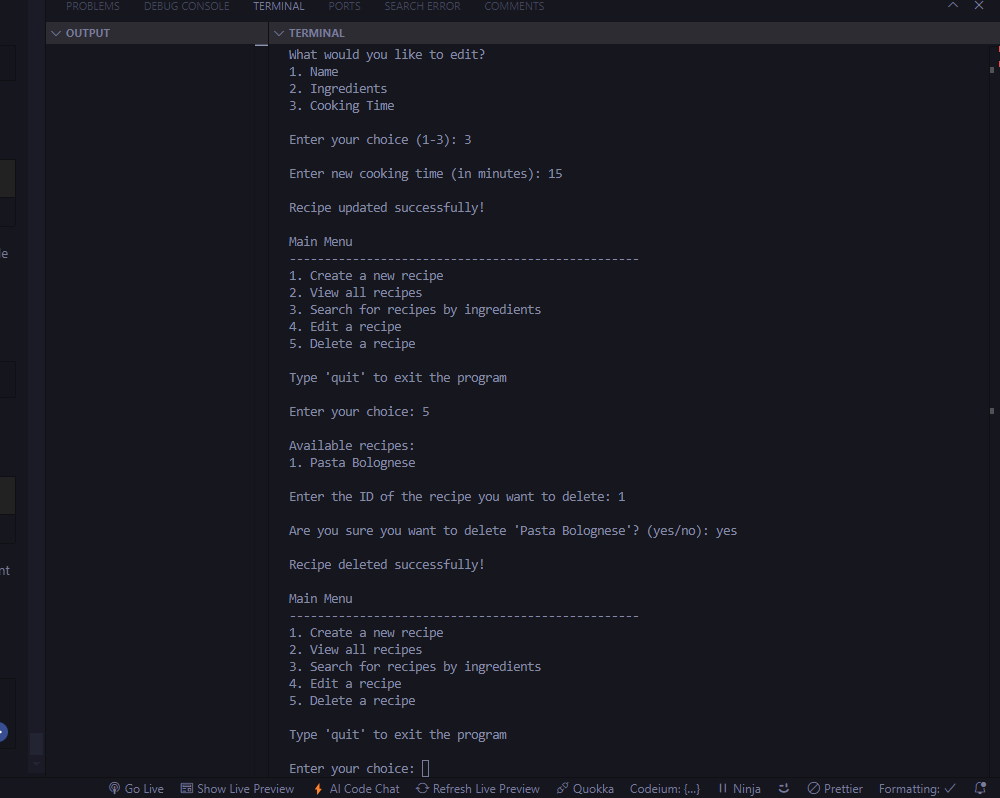 PROBLEMS DEBUG CONSOLE TERMINAL PORTS SEARCH ERROR COMMENTS
OUTPUT
TERMINAL
What would you like to edit?
1. Name
2. Ingredients
3. Cooking Time
Enter your choice (1-3): 3
Enter new cooking time (in minutes): 15
Recipe updated successfully!
Main Menu
--------------------------------------------------
1. Create a new recipe
2. View all recipes
3. Search for recipes by ingredients
4. Edit a recipe
5. Delete a recipe
Type 'quit' to exit the program
Enter your choice: 5
Available recipes:
1. Pasta Bolognese
Enter the ID of the recipe you want to delete: 1
Are you sure you want to delete 'Pasta Bolognese'? (yes/no): yes
Recipe deleted successfully!
Main Menu
--------------------------------------------------
1. Create a new recipe
2. View all recipes
3. Search for recipes by ingredients
4. Edit a recipe
5. Delete a recipe
Type 'quit' to exit the program
Enter your choice:
Go Live Show Live Preview AI Code Chat Refresh Live Preview Quokka Codeium: {...} Ninja Prettier Formatting: ✓